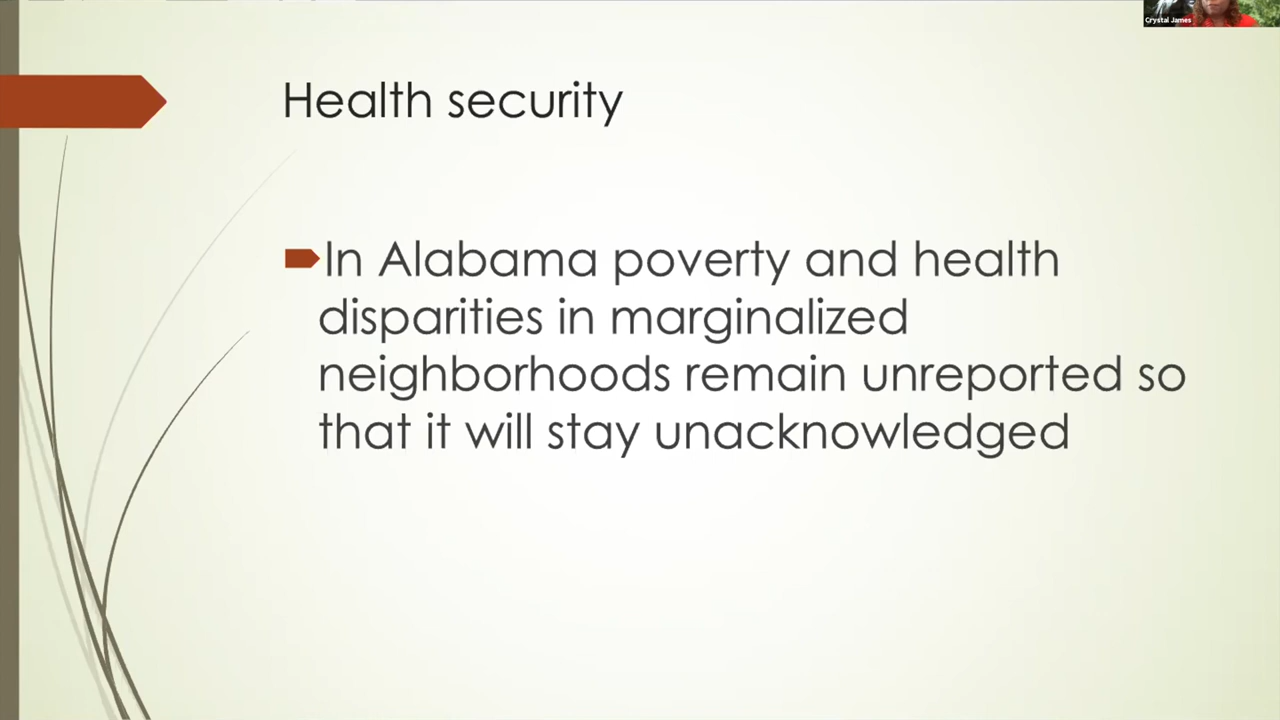 Crystal James
Health security
In Alabama poverty and health
disparities in marginalized
neighborhoods remain unreported so
that it will stay unacknowledged